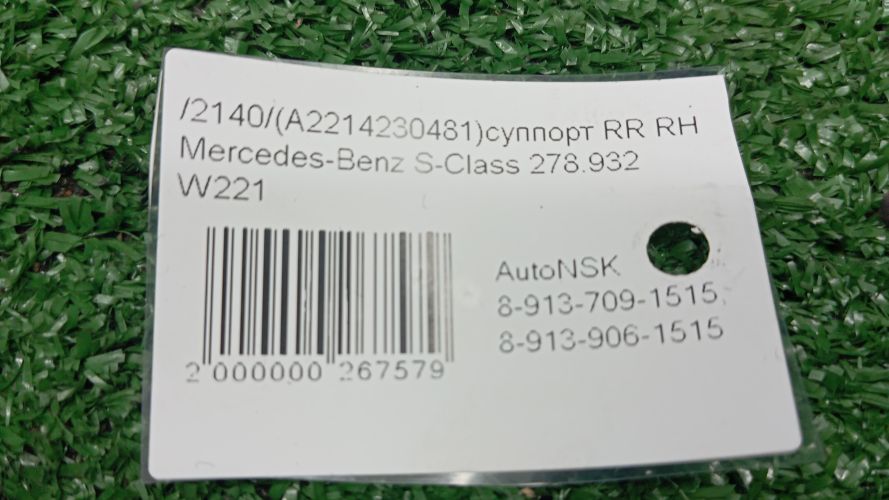 /2140/(A2214230481)суппорт RR RH
Mercedes-Benz S-Class 278.932
W221
AutoNSK
8-913-709-1515,
8-913-906-1515
2 000000 267579